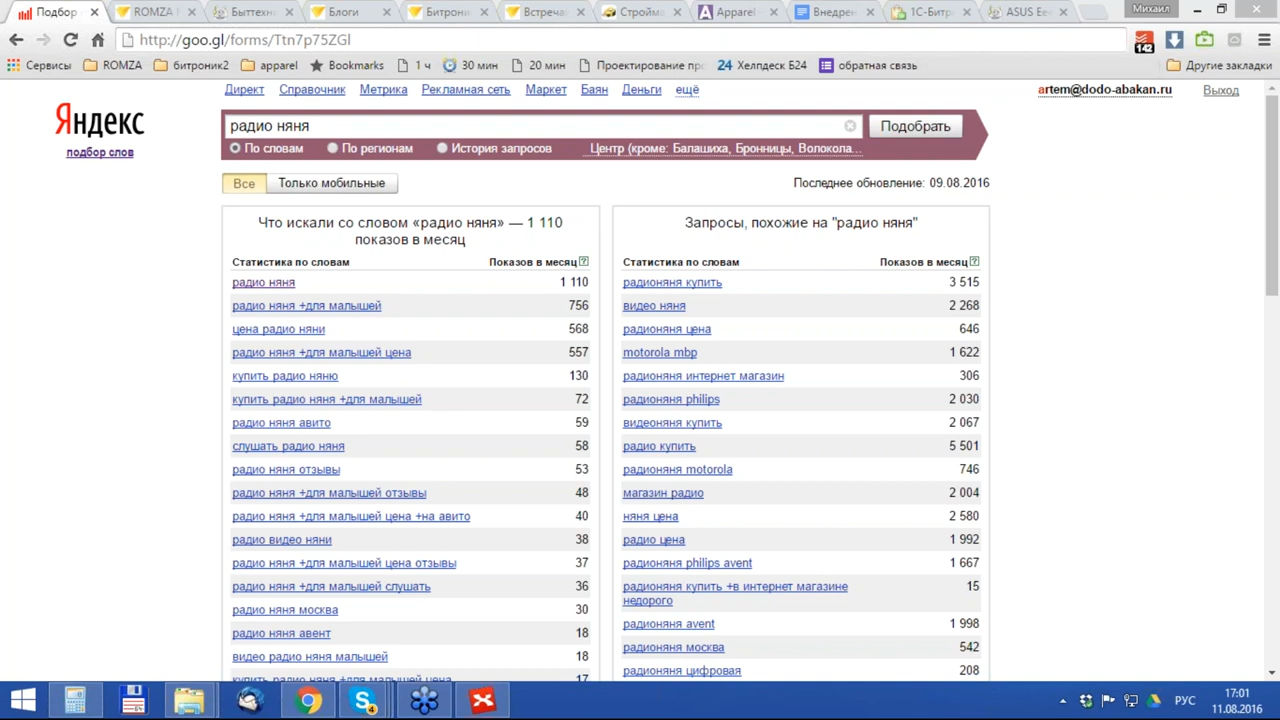 Подбор
ROMZA
Быттехн
Блоги
Битрони
Встреча
Стройм
Apparel
Внедрен
1С-Битр
ASUS Ee
Михаил
http://goo.gl/forms/Ttn7p75ZGl
142
Сервисы
ROMZA
битроник2
apparel
Bookmarks
1 ч
30 мин
20 мин
Проектирование прс
24 Хелпдеск Б24
обратная связь
Другие закладки
Директ Справочник Метрика Рекламная сеть Маркет Баян Деньги ещё
artem@dodo-abakan.ru Выход
Яндекс
подбор слов
радио няня
Подобрать
По словам По регионам История запросов Центр (кроме: Балашиха, Бронницы, Волокола...
Все Только мобильные
Последнее обновление: 09.08.2016
Что искали со словом «радио няня» — 1 110
показов в месяц
Статистика по словам Показов в месяц ?
радио няня 1 110
радио няня +для малышей 756
цена радио няни 568
радио няня +для малышей цена 557
купить радио няню 130
купить радио няня +для малышей 72
радио няня авито 59
слушать радио няня 58
радио няня отзывы 53
радио няня +для малышей отзывы 48
радио няня +для малышей цена +на авито 40
радио видео няни 38
радио няня +для малышей цена отзывы 37
радио няня +для малышей слушать 36
радио няня москва 30
радио няня авент 18
видео радио няня малышей 18
купить радио няня +для малышей цена 17
Запросы, похожие на "радио няня"
Статистика по словам Показов в месяц ?
радионяня купить 3 515
видео няня 2 268
радионяня цена 646
motorola mbp 1 622
радионяня интернет магазин 306
радионяня philips 2 030
видеоняня купить 2 067
радио купить 5 501
радионяня motorola 746
магазин радио 2 004
няня цена 2 580
радио цена 1 992
радионяня philips avent 1 667
радионяня купить +в интернет магазине
недорого 15
радионяня avent 1 998
радионяня москва 542
радионяня цифровая 208
64
S 4
РУС
17:01
11.08.2016